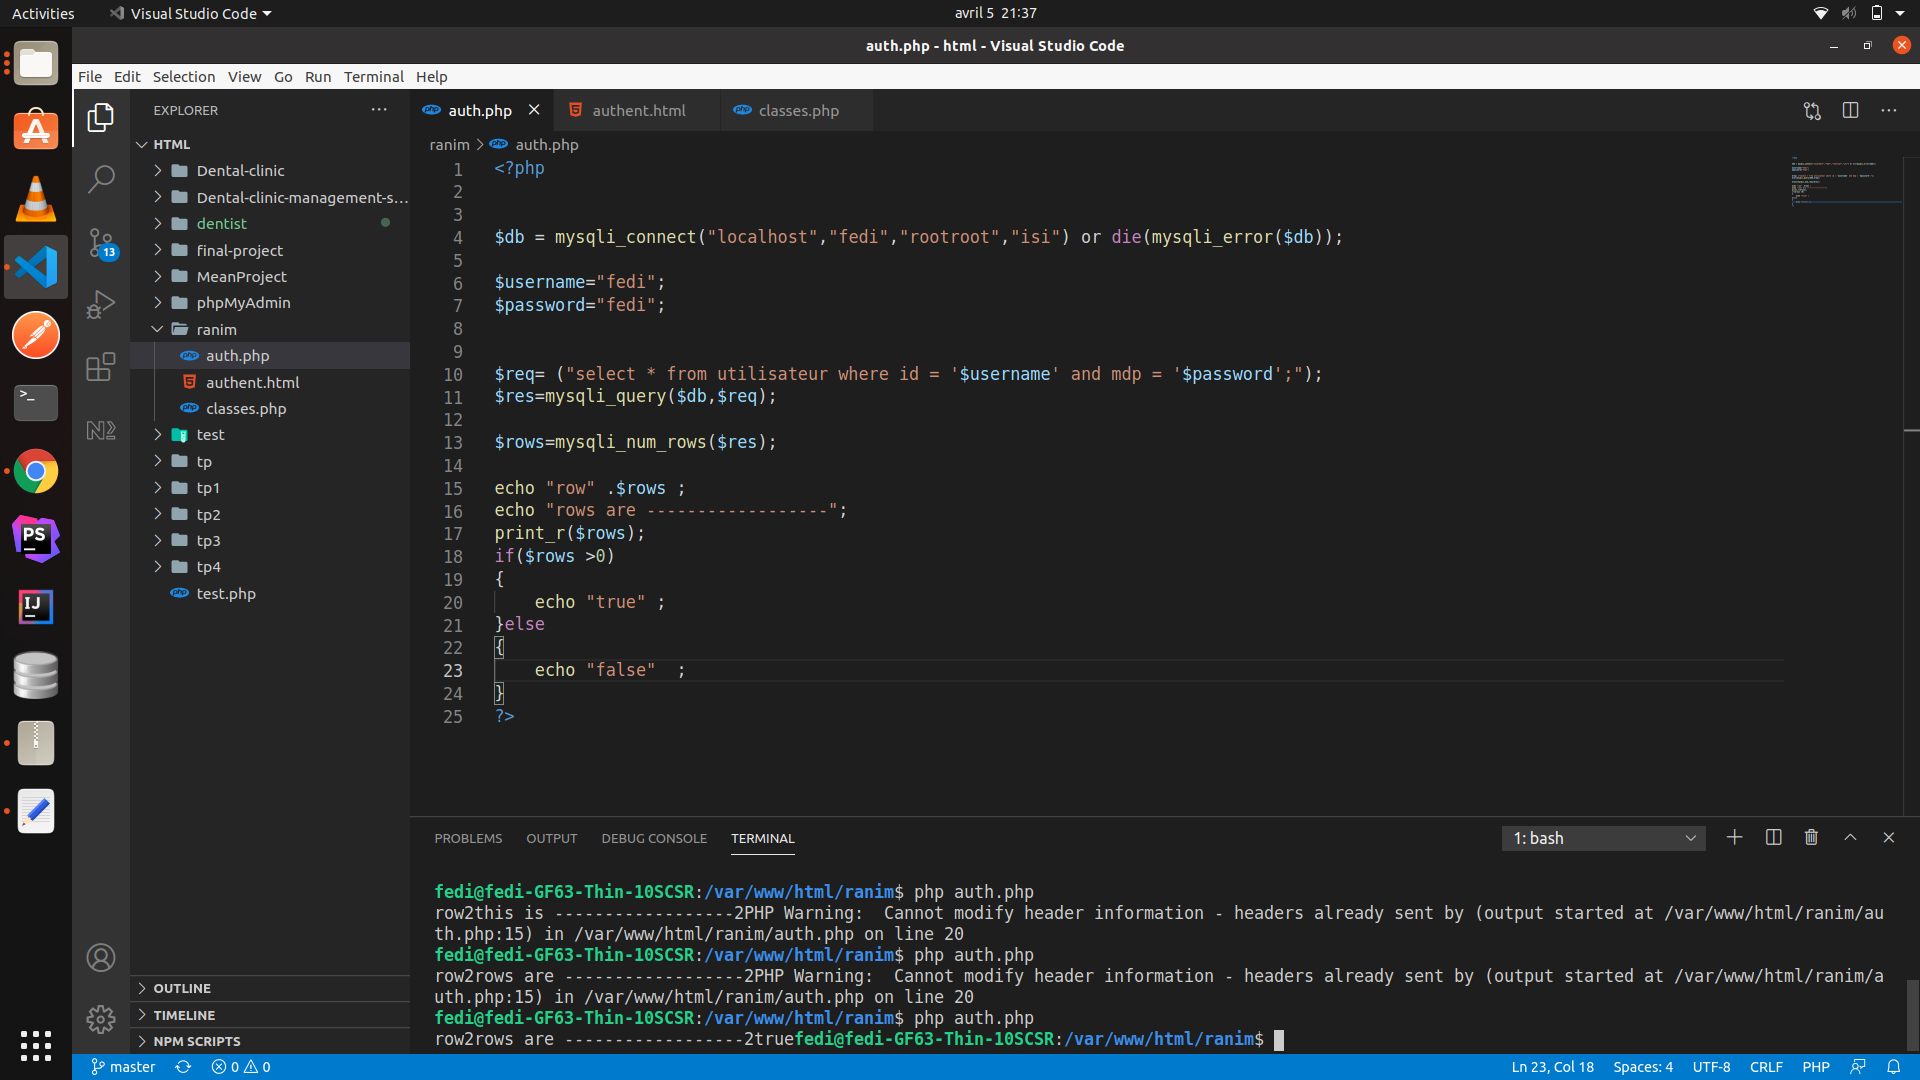 Activities
Visual Studio Code
avril 5 21:37
auth.php - html - Visual Studio Code
File Edit Selection View Go Run Terminal Help
EXPLORER
HTML
Dental-clinic
Dental-clinic-management-s...
dentist
final-project
MeanProject
phpMyAdmin
ranim
auth.php
authent.html
classes.php
test
tp
tp1
tp2
tp3
tp4
test.php
OUTLINE
TIMELINE
NPM SCRIPTS
13
PS
IJ
>_
php auth.php
authent.html
php classes.php
ranim > php auth.php
1 <?php
2
3
4 $db = mysqli_connect("localhost","fedi","rootroot","isi") or die(mysqli_error($db));
5
6 $username="fedi";
7 $password="fedi";
8
9
10 $req= ("select * from utilisateur where id = '$username' and mdp = '$password';");
11 $res=mysqli_query($db,$req);
12
13 $rows=mysqli_num_rows($res);
14
15 echo "row" .$rows ;
16 echo "rows are ------------------";
17 print_r($rows);
18 if($rows >0)
19 {
20     echo "true" ;
21 }else
22 {
23     echo "false"  ;
24 }
25 ?>
PROBLEMS OUTPUT DEBUG CONSOLE TERMINAL
1: bash
fedi@fedi-GF63-Thin-10SCSR:/var/www/html/ranim$ php auth.php
row2this is ------------------2PHP Warning:  Cannot modify header information - headers already sent by (output started at /var/www/html/ranim/au
th.php:15) in /var/www/html/ranim/auth.php on line 20
fedi@fedi-GF63-Thin-10SCSR:/var/www/html/ranim$ php auth.php
row2rows are ------------------2PHP Warning:  Cannot modify header information - headers already sent by (output started at /var/www/html/ranim/a
uth.php:15) in /var/www/html/ranim/auth.php on line 20
fedi@fedi-GF63-Thin-10SCSR:/var/www/html/ranim$ php auth.php
row2rows are ------------------2truefedi@fedi-GF63-Thin-10SCSR:/var/www/html/ranim$
master 0 0
Ln 23, Col 18 Spaces: 4 UTF-8 CRLF PHP